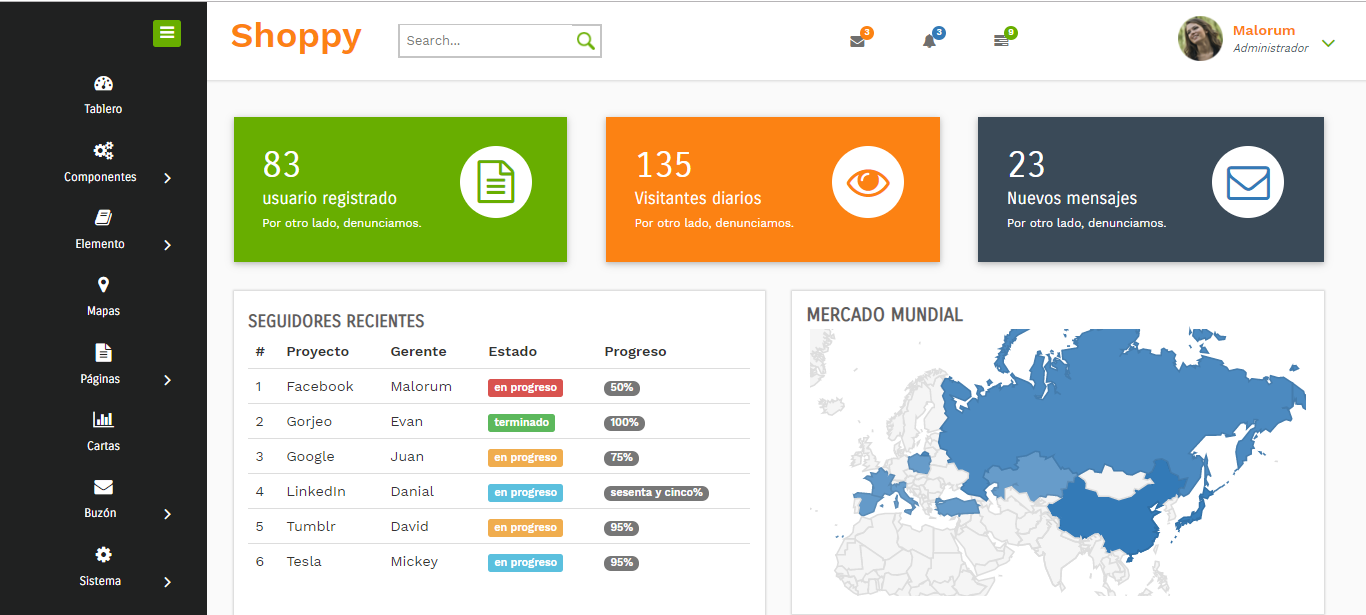 Shoppy
Search...
3
3
9
Malorum
Administrador
Tablero
Componentes
Elemento
Mapas
Páginas
Cartas
Buzón
Sistema
83
usuario registrado
Por otro lado, denunciamos.
135
Visitantes diarios
Por otro lado, denunciamos.
23
Nuevos mensajes
Por otro lado, denunciamos.
SEGUIDORES RECIENTES
# Proyecto Gerente Estado Progreso
1 Facebook Malorum en progreso 50%
2 Gorjeo Evan terminado 100%
3 Google Juan en progreso 75%
4 LinkedIn Danial en progreso sesenta y cinco%
5 Tumblr David en progreso 95%
6 Tesla Mickey en progreso 95%
MERCADO MUNDIAL